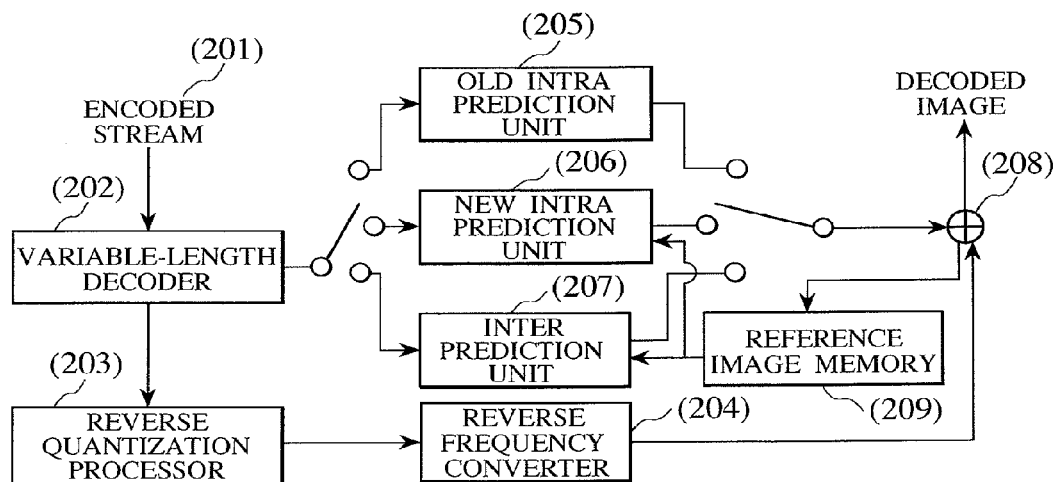 (201)
ENCODED
STREAM
(202)
VARIABLE-LENGTH
DECODER
(203)
REVERSE
QUANTIZATION
PROCESSOR
(205)
OLD INTRA
PREDICTION
UNIT
(206)
NEW INTRA
PREDICTION
UNIT
(207)
INTER
PREDICTION
UNIT
(204)
REVERSE
FREQUENCY
CONVERTER
DECODED
IMAGE
(208)
REFERENCE
IMAGE MEMORY
(209)